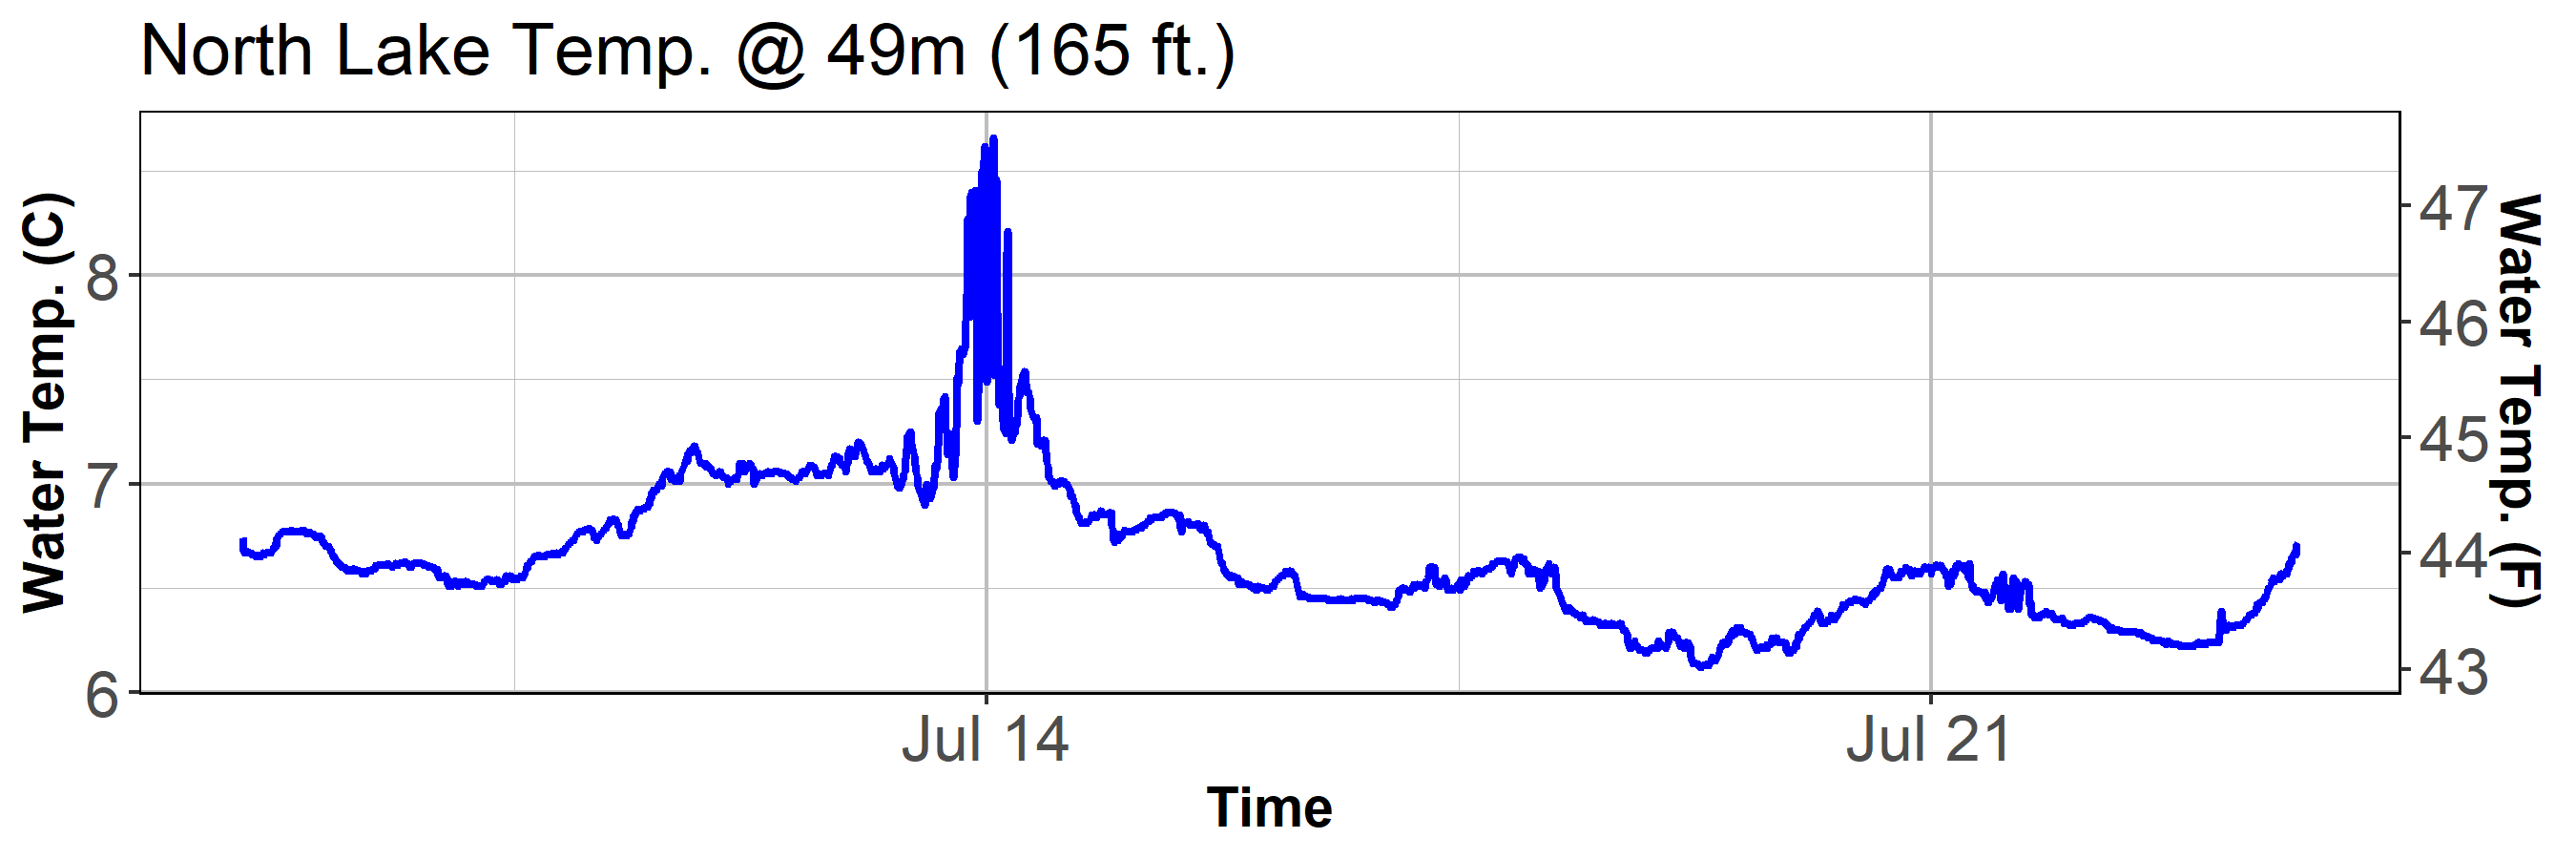 North Lake Temp. @ 49m (165 ft.)
Water Temp. (C)
8
7
6
47
46
45
44
43
Water Temp. (F)
Jul 14
Jul 21
Time